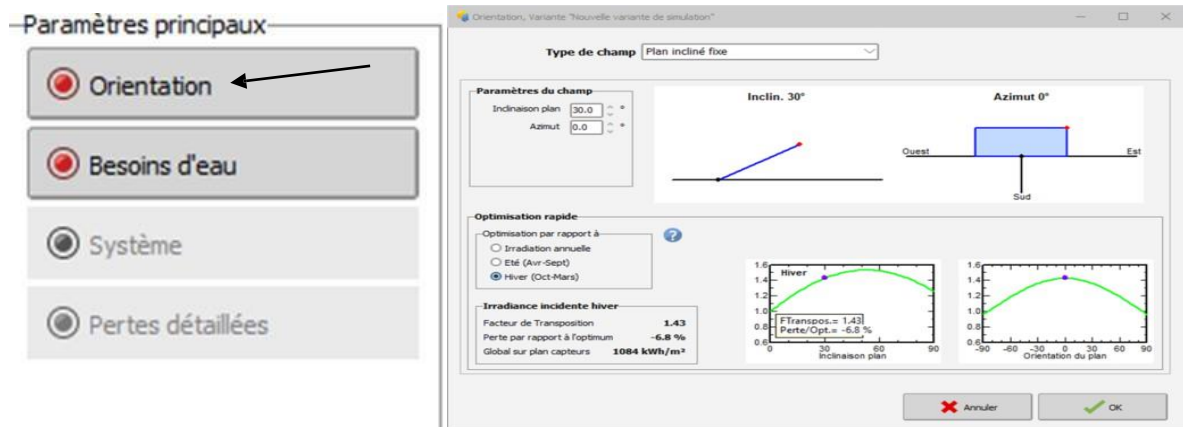 Paramètres principaux
Orientation
Besoins d'eau
Système
Pertes détaillées
Orientation, Variante "Nouvelle variante de simulation"
Type de champ Plan incliné fixe
Paramètres du champ
Inclinaison plan 30.0 °
Azimut 0.0 °
Inclin. 30°
Azimut 0°
Ouest
Est
Sud
Optimisation rapide
Optimisation par rapport à
Irradiation annuelle
Eté (Avr-Sept)
Hiver (Oct-Mars)
Irradiance incidente hiver
Facteur de Transposition 1.43
Perte par rapport à l'optimum -6.8 %
Global sur plan capteurs 1084 kWh/m²
1.6
1.4
1.2
1.0
0.8
0.6
Hiver
FTranspos.= 1.43
Perte/Opt.= -6.8 %
0 30 60 90
Inclinaison plan
1.6
1.4
1.2
1.0
0.8
0.6
-90 -60 -30 0 30 60 90
Orientation du plan
Annuler
OK